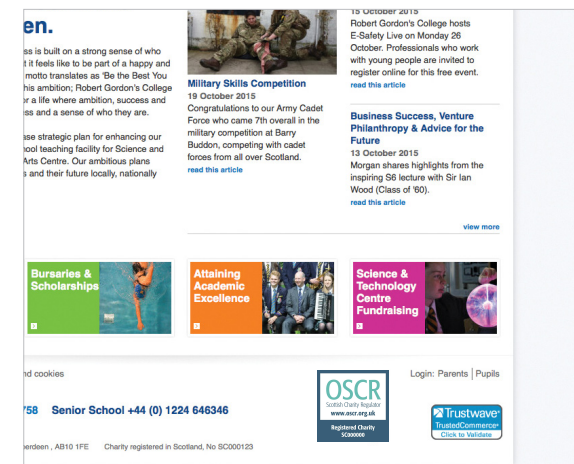 en.
ss is built on a strong sense of who
t it feels like to be part of a happy and
motto translates as 'Be the Best You
his ambition; Robert Gordon's College
or a life where ambition, success and
ss and a sense of who they are.
ase strategic plan for enhancing our
ool teaching facility for Science and
Arts Centre. Our ambitious plans
s and their future locally, nationally
Military Skills Competition
19 October 2015
Congratulations to our Army Cadet
Force who came 7th overall in the
military competition at Barry
Buddon, competing with cadet
forces from all over Scotland.
read this article
15 October 2015
Robert Gordon's College hosts
E-Safety Live on Monday 26
October. Professionals who work
with young people are invited to
register online for this free event.
read this article
Business Success, Venture
Philanthropy & Advice for the
Future
13 October 2015
Morgan shares highlights from the
inspiring S6 lecture with Sir Ian
Wood (Class of '60).
read this article
view more
Bursaries &
Scholarships
Attaining
Academic
Excellence
Science &
Technology
Centre
Fundraising
nd cookies
Login: Parents | Pupils
758 Senior School +44 (0) 1224 646346
erdeen , AB10 1FE Charity registered in Scotland, No SC000123
OSCR
Scottish Charity Regulator
www.oscr.org.uk
Registered Charity
SC000000
Trustwave®
TrustedCommerce®
Click to Validate